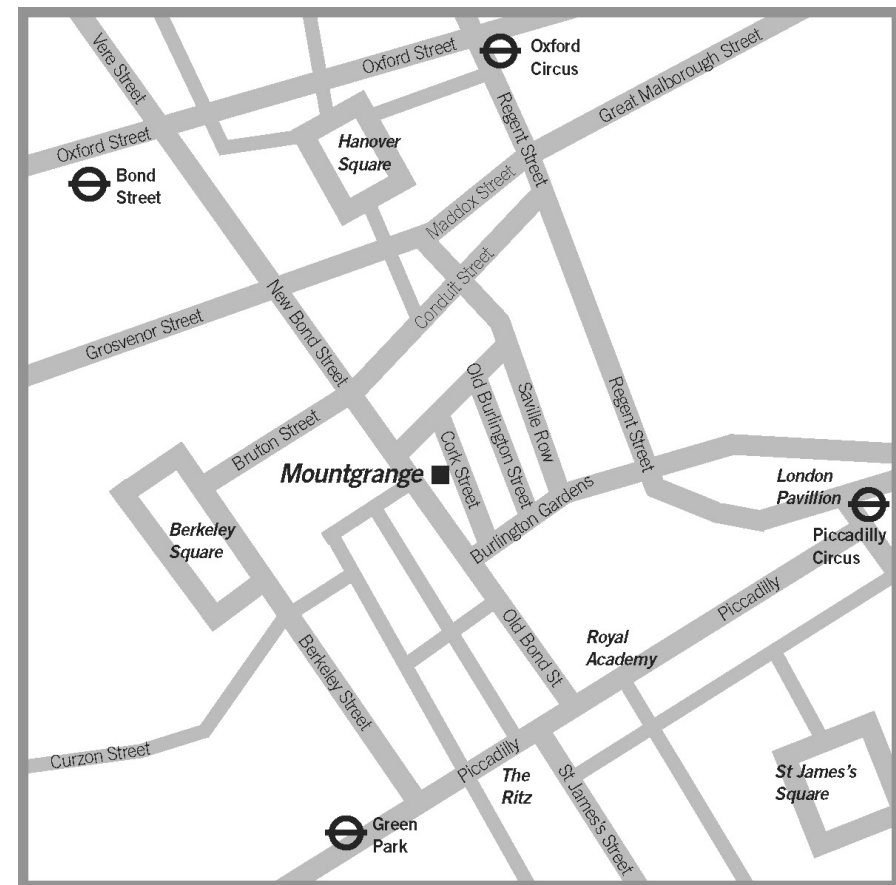 Vere Street
Oxford Street
Oxford
Circus
Great Malborough Street
Oxford Street
Bond
Street
Hanover
Square
Regent Street
Maddox Street
Conduit Street
Grosvenor Street
New Bond Street
Bruton Street
Old Burlington Street
Saville Row
Cork Street
Regent Street
Mountgrange
Burlington Gardens
London
Pavillion
Piccadilly
Circus
Berkeley
Square
Piccadilly
Old Bond St
Royal
Academy
Berkeley Street
Curzon Street
Piccadilly
The
Ritz
St James's Street
St James's
Square
Green
Park